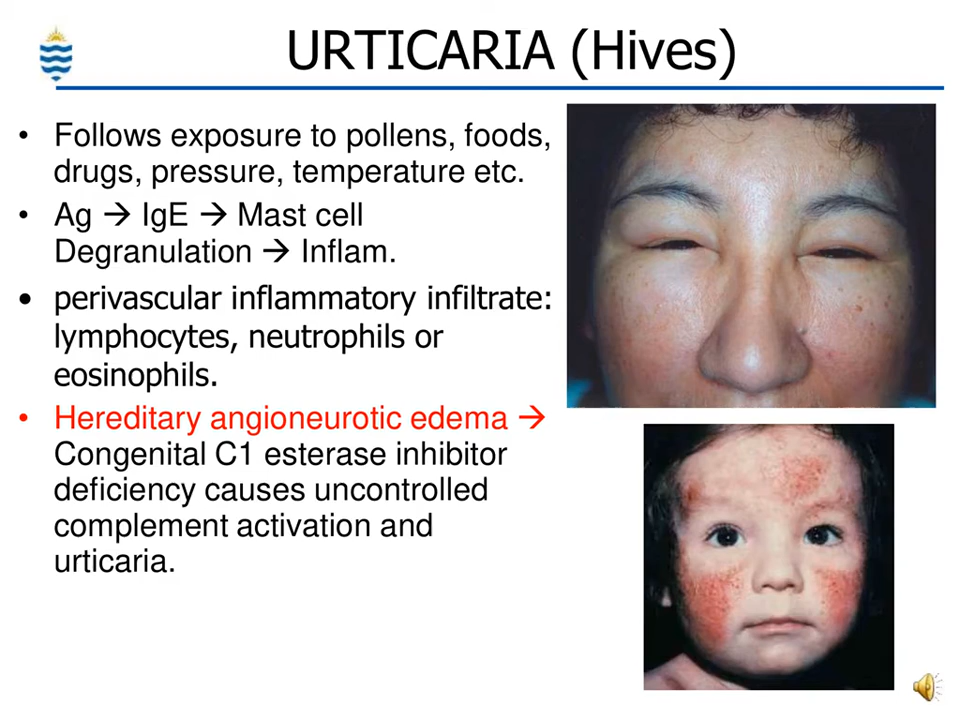 URTICARIA (Hives)
• Follows exposure to pollens, foods,
drugs, pressure, temperature etc.
• Ag → IgE → Mast cell
Degranulation → Inflam.
• perivascular inflammatory infiltrate:
lymphocytes, neutrophils or
eosinophils.
• Hereditary angioneurotic edema →
Congenital C1 esterase inhibitor
deficiency causes uncontrolled
complement activation and
urticaria.